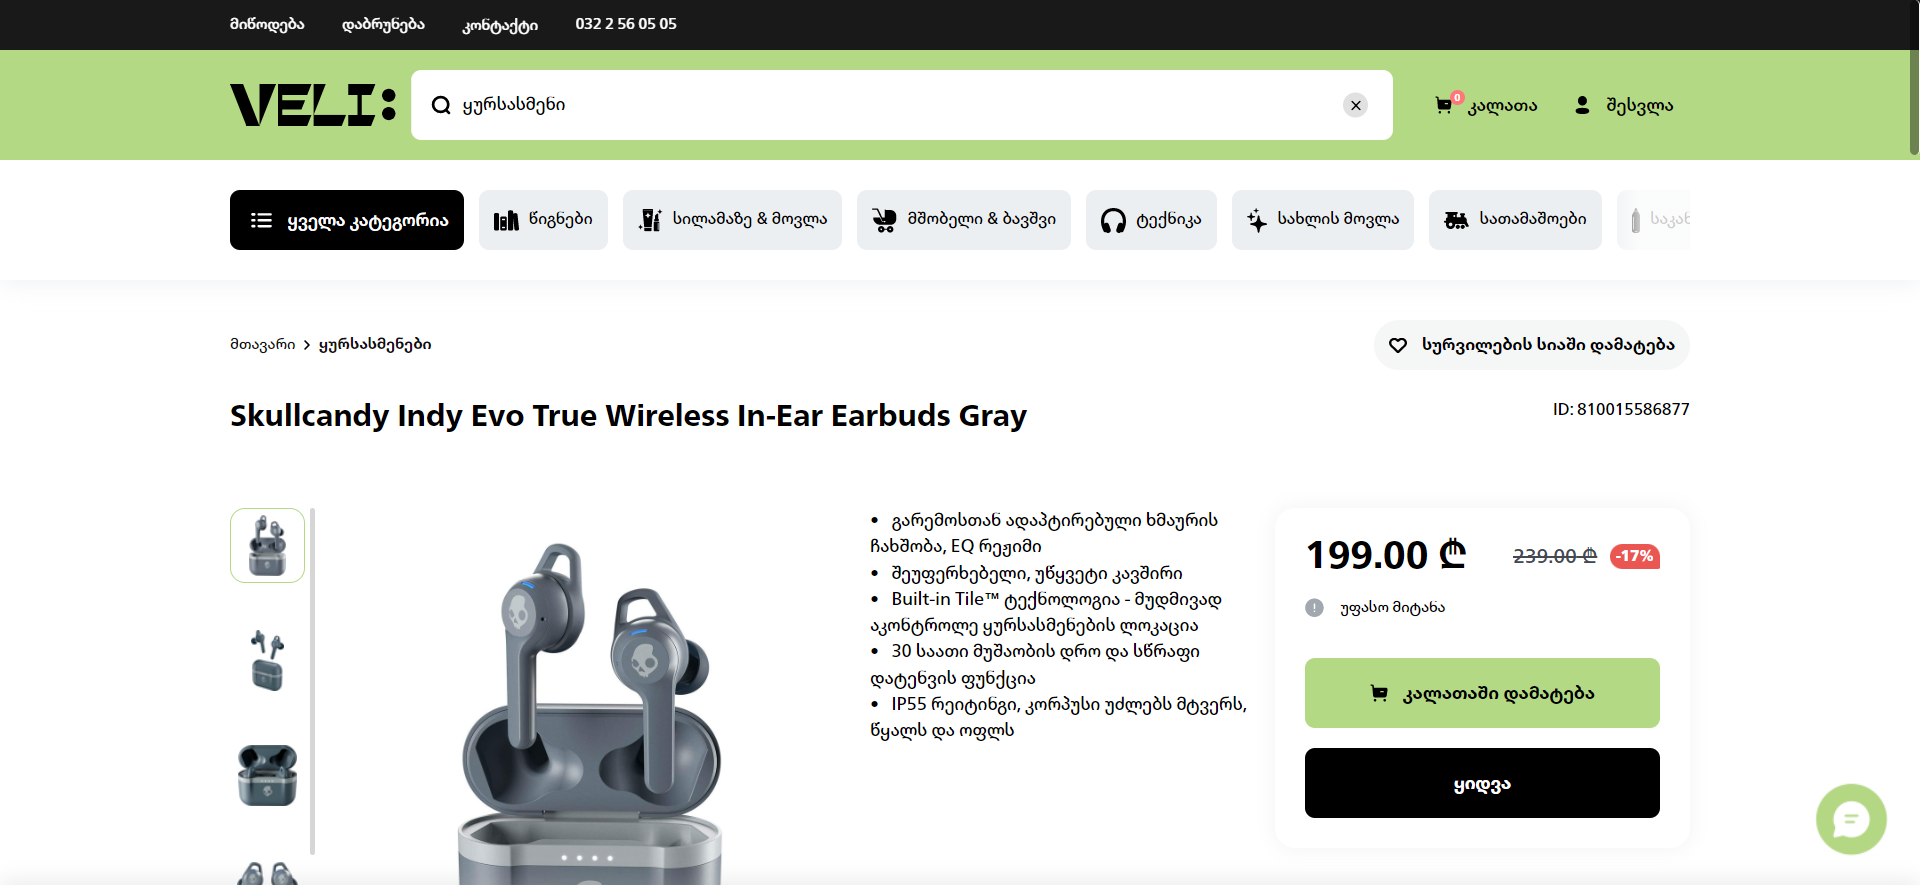 მიწოდება
დაბრუნება
კონტაქტი
032 2 56 05 05
VELI:
ყურსასმენი
0
კალათა
შესვლა
ყველა კატეგორია
წიგნები
სილამაზე & მოვლა
მშობელი & ბავშვი
ტექნიკა
სახლის მოვლა
სათამაშოები
მთავარი
ყურსასმენები
სურვილების სიაში დამატება
Skullcandy Indy Evo True Wireless In-Ear Earbuds Gray
ID: 810015586877
• გარემოსთან ადაპტირებული ხმაურის
ჩახშობა, EQ რეჟიმი
• შეუფერხებელი, უწყვეტი კავშირი
• Built-in Tile™ ტექნოლოგია - მუდმივად
აკონტროლე ყურსასმენების ლოკაცია
• 30 საათი მუშაობის დრო და სწრაფი
დატენვის ფუნქცია
• IP55 რეიტინგი, კორპუსი უძლებს მტვერს,
წყალს და ოფლს
199.00 ₾
239.00 ₾
-17%
უფასო მიტანა
კალათაში დამატება
ყიდვა